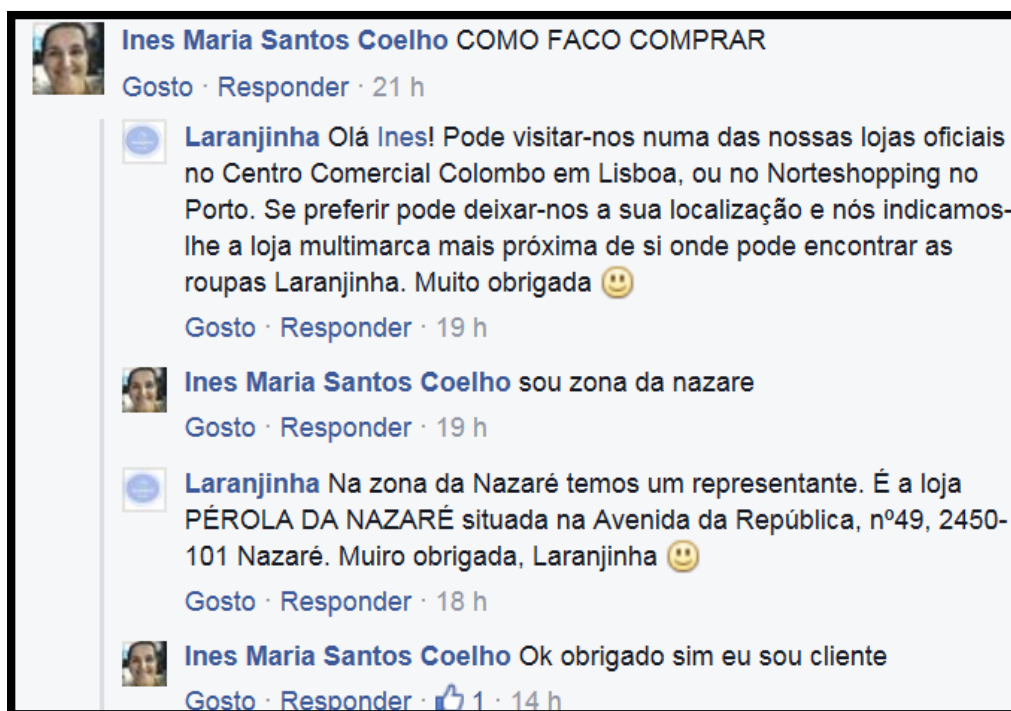 Ines Maria Santos Coelho COMO FACO COMPRAR
Gosto · Responder · 21 h
Laranjinha Olá Ines! Pode visitar-nos numa das nossas lojas oficiais
no Centro Comercial Colombo em Lisboa, ou no Norteshopping no
Porto. Se preferir pode deixar-nos a sua localização e nós indicamos-
lhe a loja multimarca mais próxima de si onde pode encontrar as
roupas Laranjinha. Muito obrigada
Gosto · Responder · 19 h
Ines Maria Santos Coelho sou zona da nazare
Gosto · Responder · 19 h
Laranjinha Na zona da Nazaré temos um representante. É a loja
PÉROLA DA NAZARÉ situada na Avenida da República, nº49, 2450-
101 Nazaré. Muiro obrigada, Laranjinha
Gosto · Responder · 18 h
Ines Maria Santos Coelho Ok obrigado sim eu sou cliente
Gosto · Responder · 1 · 14 h